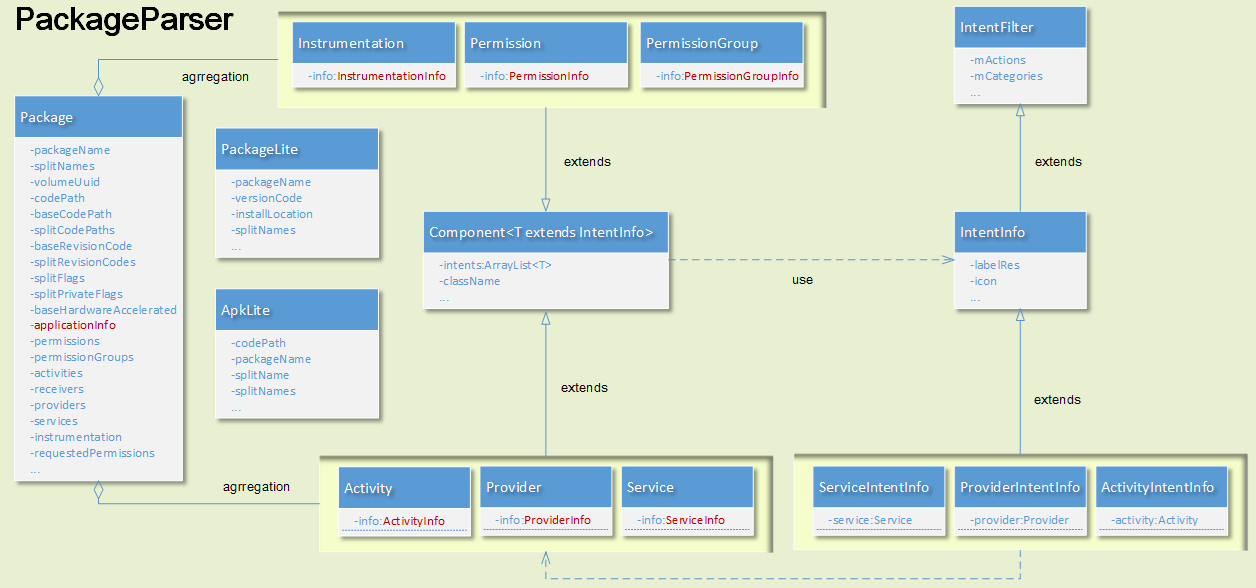 PackageParser
Instrumentation
-info:InstrumentationInfo
Permission
-info:PermissionInfo
PermissionGroup
-info:PermissionGroupInfo
IntentFilter
-mActions
-mCategories
...
agrregation
Package
-packageName
-splitNames
-volumeUuid
-codePath
-baseCodePath
-splitCodePaths
-baseRevisionCode
-splitRevisionCodes
-splitFlags
-splitPrivateFlags
-baseHardwareAccelerated
-applicationInfo
-permissions
-permissionGroups
-activities
-receivers
-providers
-services
-instrumentation
-requestedPermissions
...
PackageLite
-packageName
-versionCode
-installLocation
-splitNames
...
ApkLite
-codePath
-packageName
-splitName
-splitNames
...
extends
extends
Component<T extends IntentInfo>
-intents:ArrayList<T>
-className
...
use
IntentInfo
-labelRes
-icon
...
extends
extends
agrregation
Activity
-info:ActivityInfo
Provider
-info:ProviderInfo
Service
-info:ServiceInfo
ServiceIntentInfo
-service:Service
ProviderIntentInfo
-provider:Provider
ActivityIntentInfo
-activity:Activity